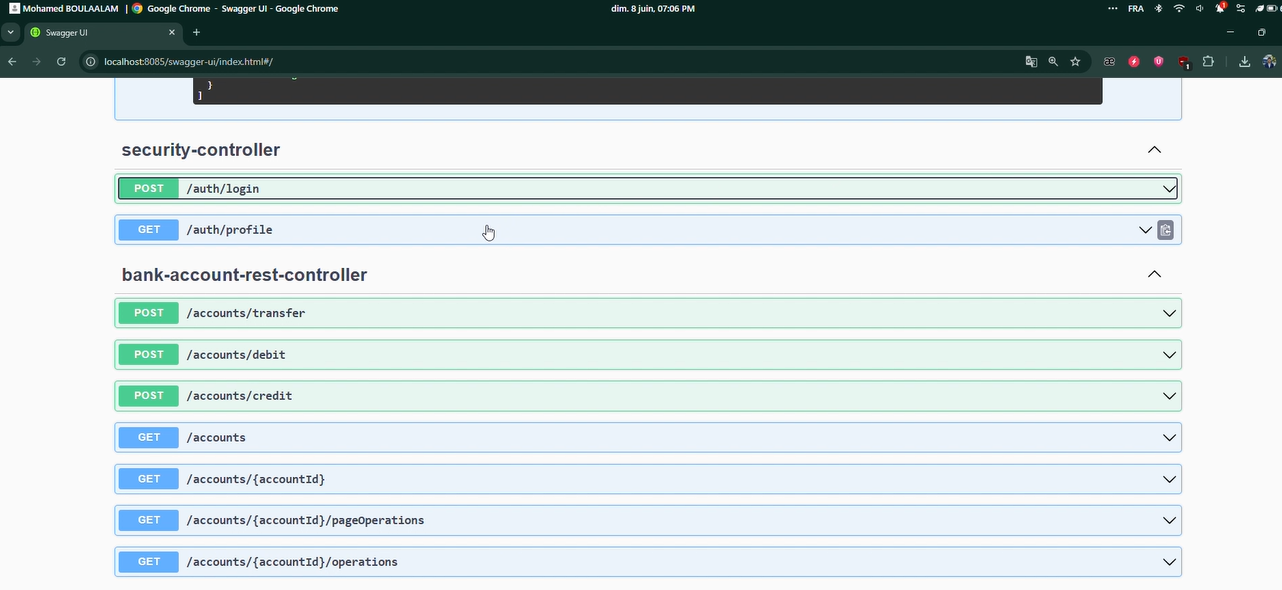 Mohamed BOULAALAM | Google Chrome - Swagger UI - Google Chrome dim. 8 juin, 07:06 PM FRA 1
Swagger UI
localhost:8085/swagger-ui/index.html#/ 1
}
]
security-controller
POST /auth/login
GET /auth/profile
bank-account-rest-controller
POST /accounts/transfer
POST /accounts/debit
POST /accounts/credit
GET /accounts
GET /accounts/{accountId}
GET /accounts/{accountId}/pageOperations
GET /accounts/{accountId}/operations